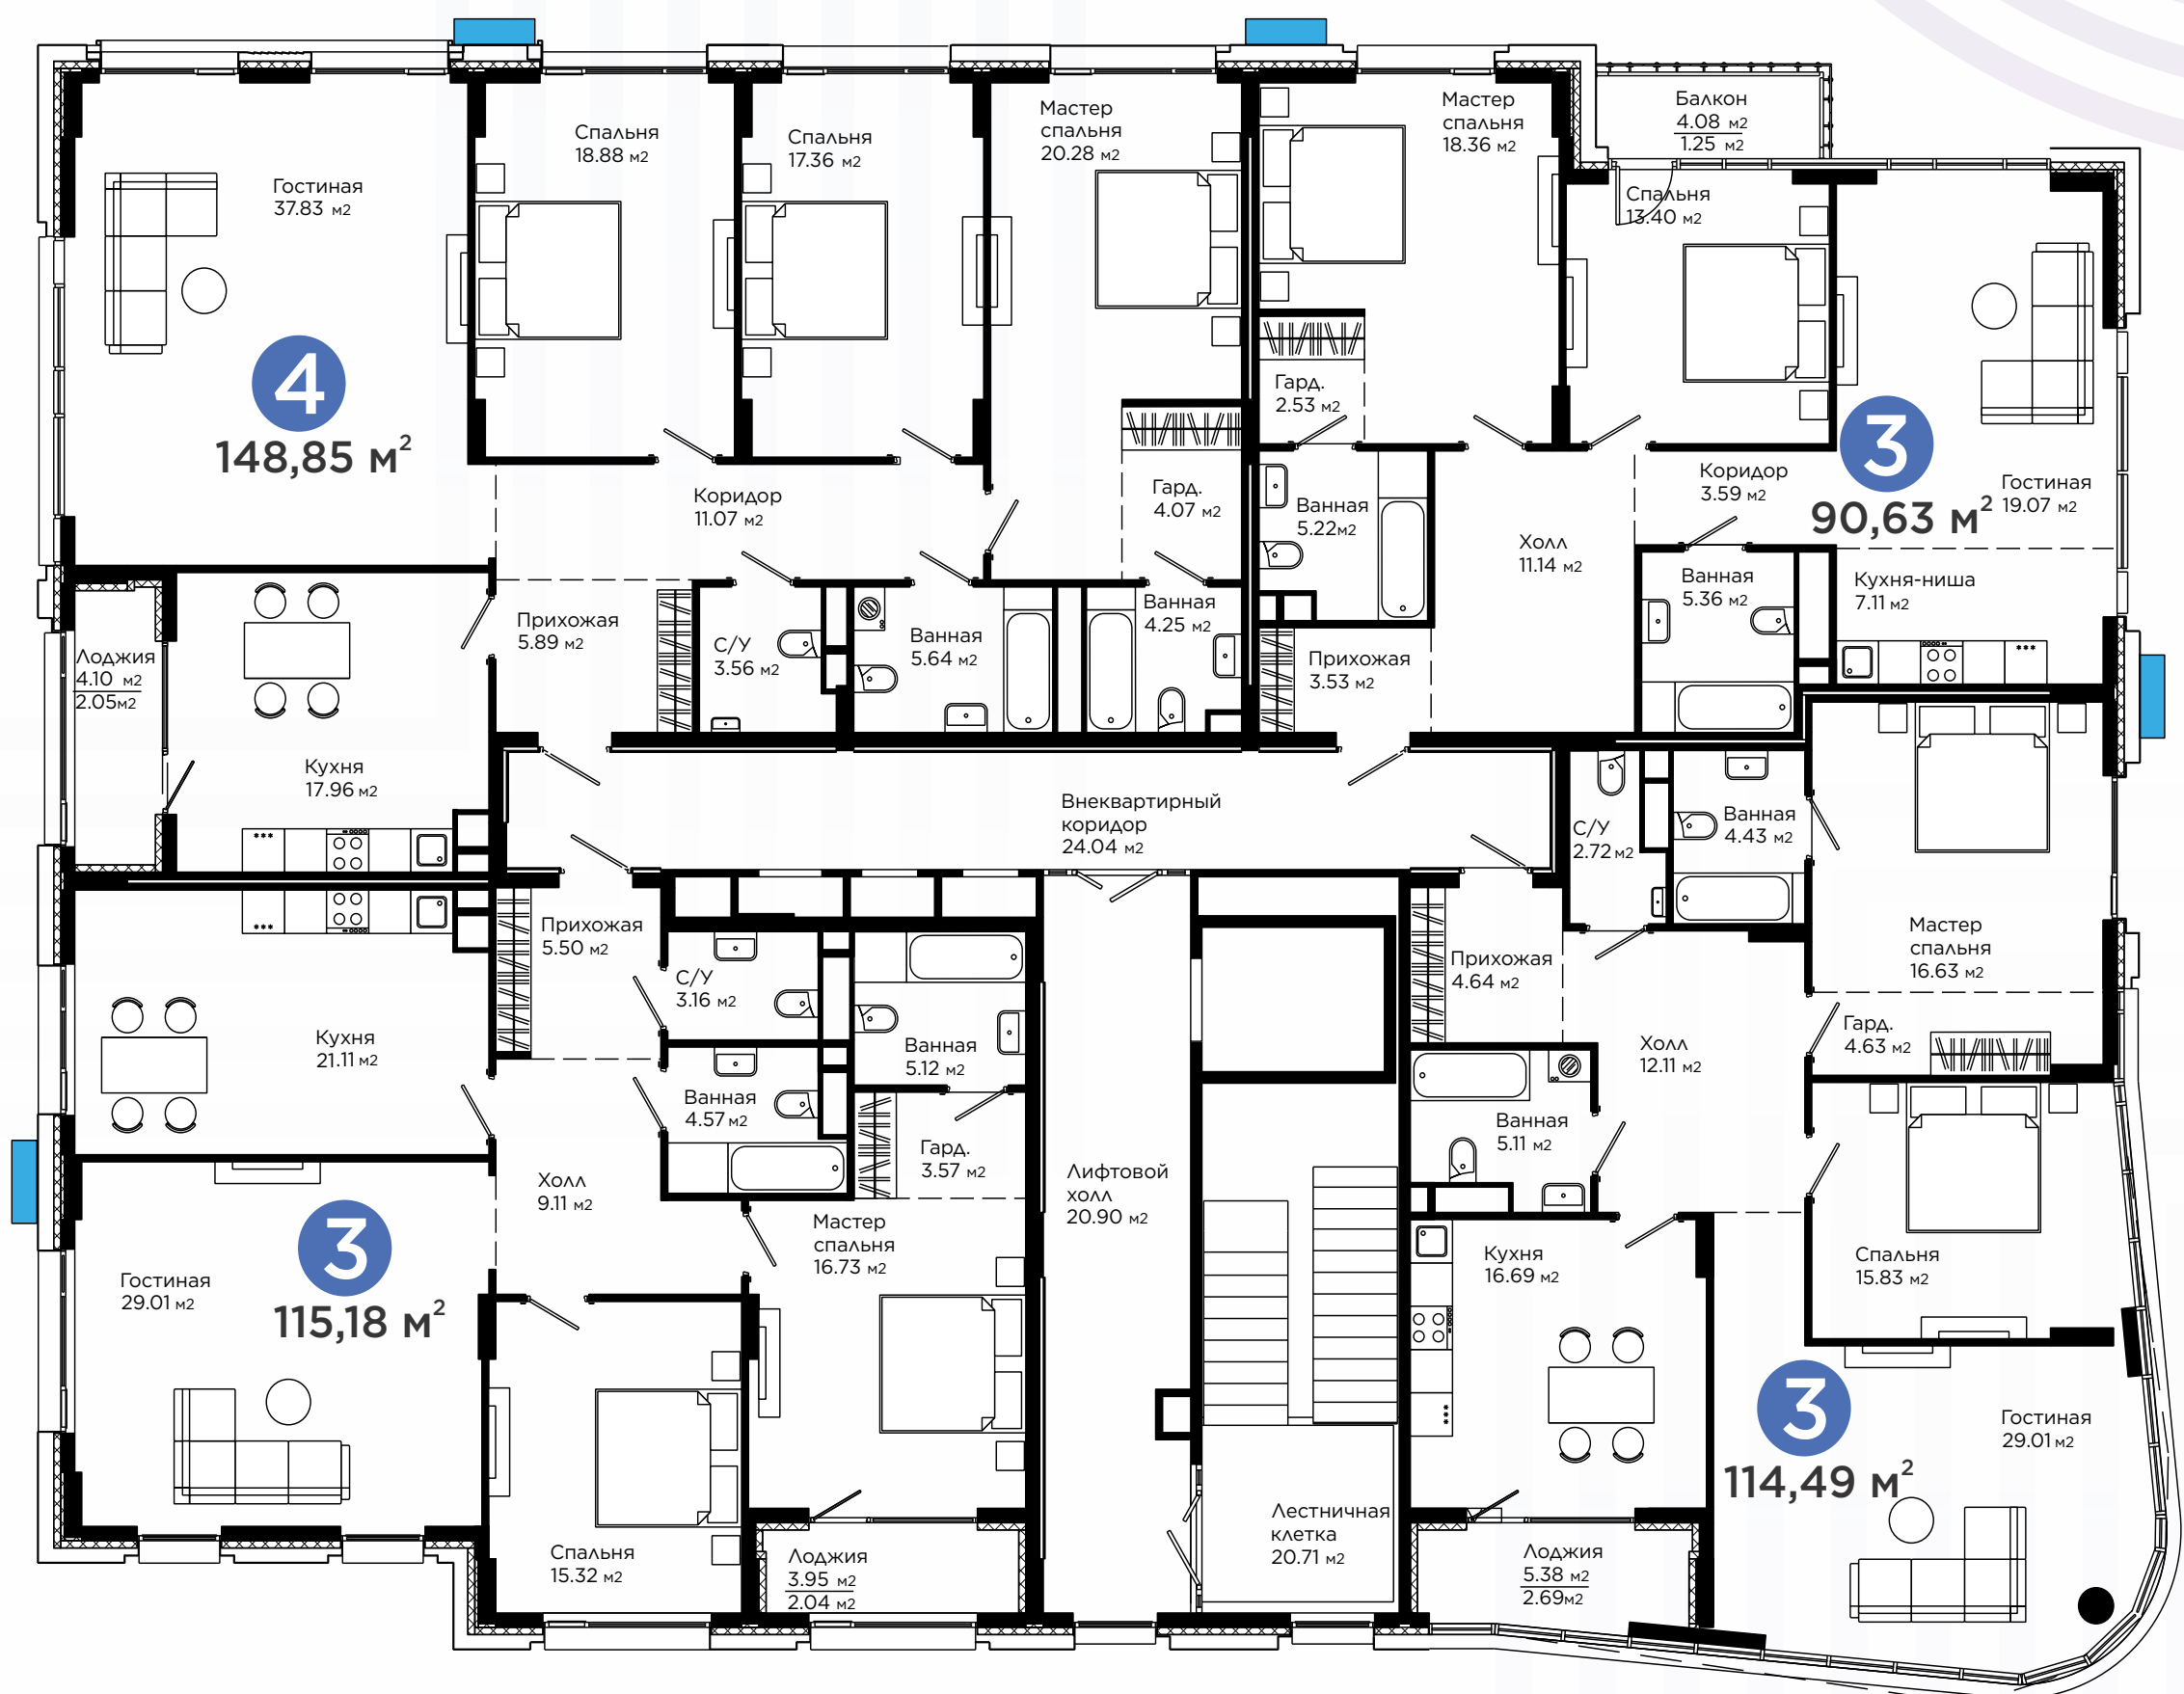 Гостиная
37.83 м2
4
148,85 м²
Спальня
18.88 м2
Спальня
17.36 м2
Мастер
спальня
20.28 м2
Гард.
4.07 м2
Коридор
11.07 м2
Прихожая
5.89 м2
С/У
3.56 м2
Ванная
5.64 м2
Ванная
4.25 м2
Лоджия
4.10 м2
2.05м2
Кухня
17.96 м2
Мастер
спальня
18.36 м2
Балкон
4.08 м2
1.25 м2
Спальня
13.40 м2
Гард.
2.53 м2
Ванная
5.22м2
Холл
11.14 м2
Коридор
3.59 м2
3
90,63 м²
Гостиная
19.07 м2
Ванная
5.36 м2
Кухня-ниша
7.11 м2
Прихожая
3.53 м2
Внеквартирный
коридор
24.04 м2
С/У
2.72 м2
Ванная
4.43 м2
Мастер
спальня
16.63 м2
Гард.
4.63 м2
Прихожая
4.64 м2
Холл
12.11 м2
Ванная
5.11 м2
Кухня
16.69 м2
Спальня
15.83 м2
3
114,49 м²
Гостиная
29.01 м2
Лоджия
5.38 м2
2.69м2
Прихожая
5.50 м2
С/У
3.16 м2
Ванная
5.12 м2
Кухня
21.11 м2
Ванная
4.57 м2
Гард.
3.57 м2
Холл
9.11 м2
Мастер
спальня
16.73 м2
3
115,18 м²
Гостиная
29.01 м2
Спальня
15.32 м2
Лоджия
3.95 м2
2.04 м2
Лифтовой
холл
20.90 м2
Лестничная
клетка
20.71 м2